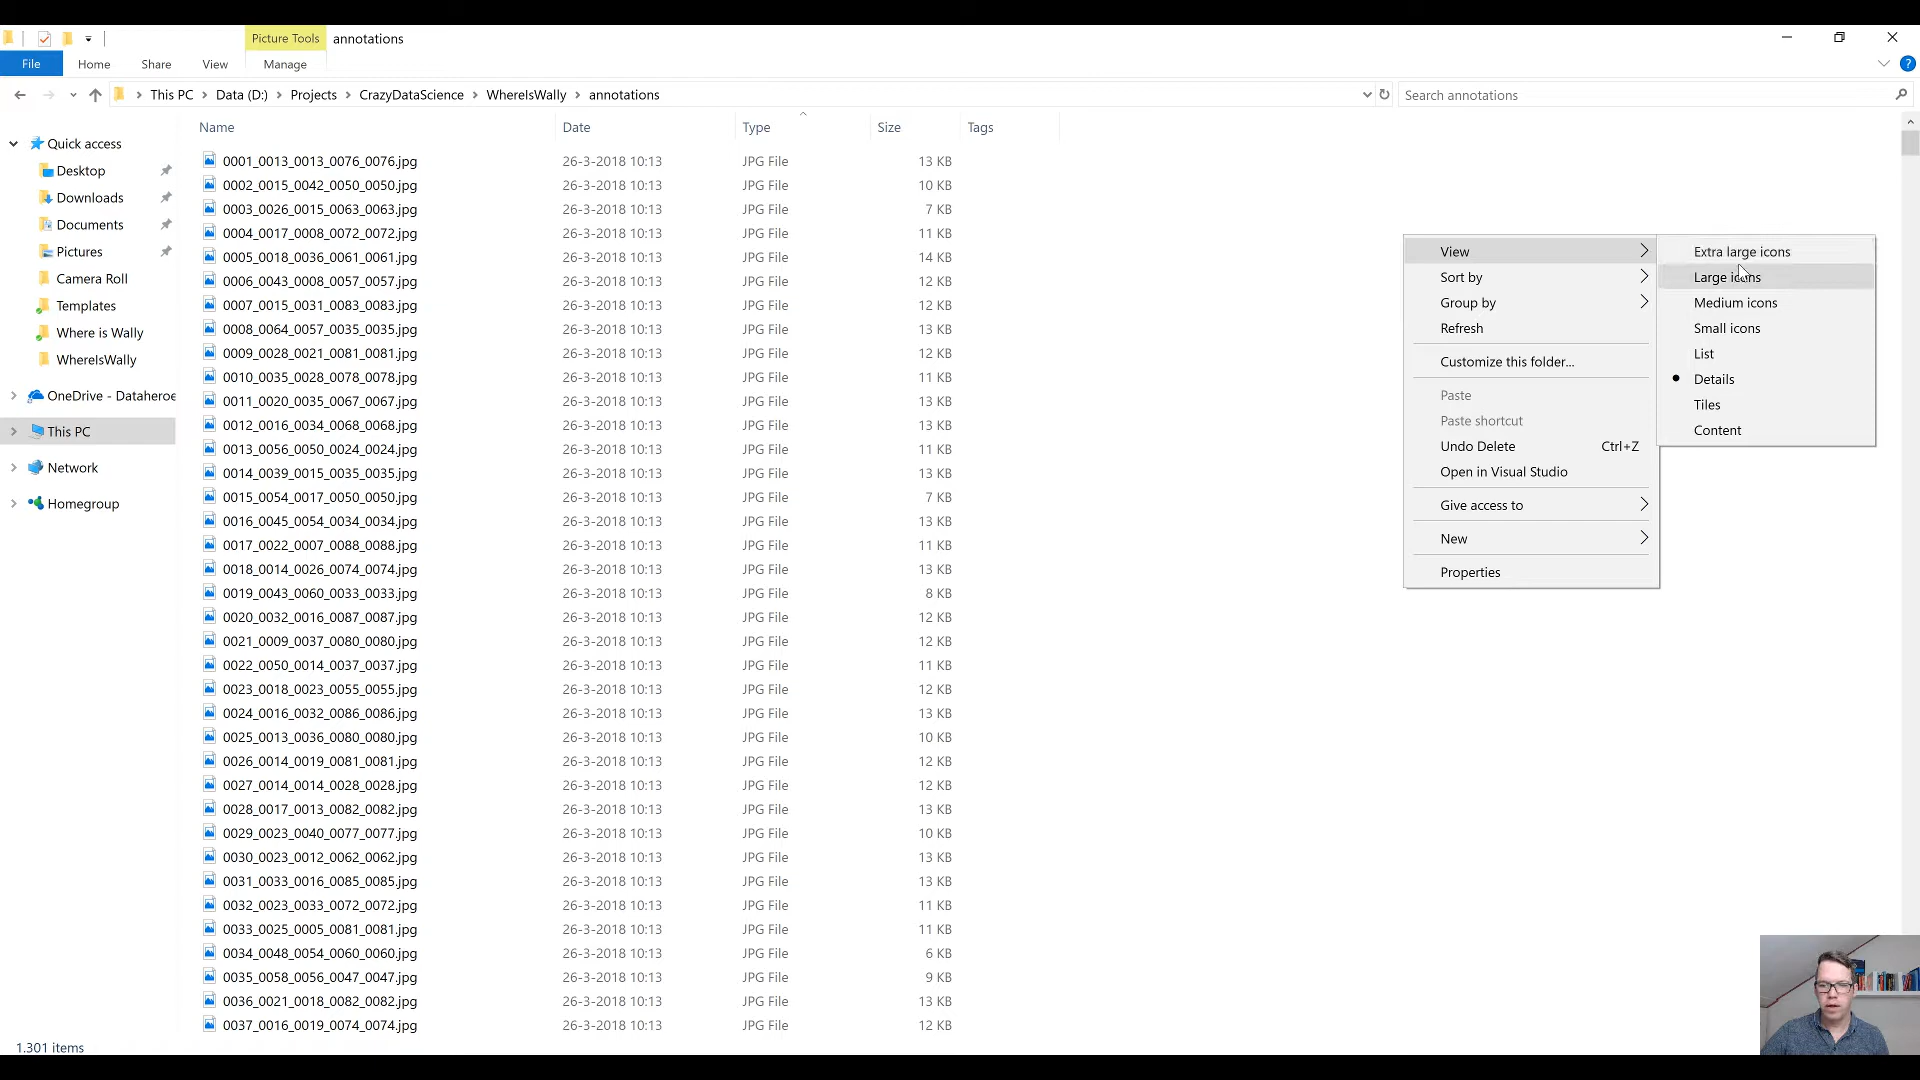 Picture Tools annotations
File Home Share View Manage
This PC Data (D:) Projects CrazyDataScience WhereIsWally annotations Search annotations
Name Date Type Size Tags
Quick access
Desktop
Downloads
Documents
Pictures
Camera Roll
Templates
Where is Wally
WhereIsWally
OneDrive - Dataheroe
This PC
Network
Homegroup
0001_0013_0013_0076_0076.jpg 26-3-2018 10:13 JPG File 13 KB
0002_0015_0042_0050_0050.jpg 26-3-2018 10:13 JPG File 10 KB
0003_0026_0015_0063_0063.jpg 26-3-2018 10:13 JPG File 7 KB
0004_0017_0008_0072_0072.jpg 26-3-2018 10:13 JPG File 11 KB
0005_0018_0036_0061_0061.jpg 26-3-2018 10:13 JPG File 14 KB
0006_0043_0008_0057_0057.jpg 26-3-2018 10:13 JPG File 12 KB
0007_0015_0031_0083_0083.jpg 26-3-2018 10:13 JPG File 12 KB
0008_0064_0057_0035_0035.jpg 26-3-2018 10:13 JPG File 13 KB
0009_0028_0021_0081_0081.jpg 26-3-2018 10:13 JPG File 12 KB
0010_0035_0028_0078_0078.jpg 26-3-2018 10:13 JPG File 11 KB
0011_0020_0035_0067_0067.jpg 26-3-2018 10:13 JPG File 13 KB
0012_0016_0034_0068_0068.jpg 26-3-2018 10:13 JPG File 13 KB
0013_0056_0050_0024_0024.jpg 26-3-2018 10:13 JPG File 11 KB
0014_0039_0015_0035_0035.jpg 26-3-2018 10:13 JPG File 13 KB
0015_0054_0017_0050_0050.jpg 26-3-2018 10:13 JPG File 7 KB
0016_0045_0054_0034_0034.jpg 26-3-2018 10:13 JPG File 13 KB
0017_0022_0007_0088_0088.jpg 26-3-2018 10:13 JPG File 11 KB
0018_0014_0026_0074_0074.jpg 26-3-2018 10:13 JPG File 13 KB
0019_0043_0060_0033_0033.jpg 26-3-2018 10:13 JPG File 8 KB
0020_0032_0016_0087_0087.jpg 26-3-2018 10:13 JPG File 12 KB
0021_0009_0037_0080_0080.jpg 26-3-2018 10:13 JPG File 12 KB
0022_0050_0014_0037_0037.jpg 26-3-2018 10:13 JPG File 11 KB
0023_0018_0023_0055_0055.jpg 26-3-2018 10:13 JPG File 12 KB
0024_0016_0032_0086_0086.jpg 26-3-2018 10:13 JPG File 13 KB
0025_0013_0036_0080_0080.jpg 26-3-2018 10:13 JPG File 10 KB
0026_0014_0019_0081_0081.jpg 26-3-2018 10:13 JPG File 12 KB
0027_0014_0014_0028_0028.jpg 26-3-2018 10:13 JPG File 12 KB
0028_0017_0013_0082_0082.jpg 26-3-2018 10:13 JPG File 13 KB
0029_0023_0040_0077_0077.jpg 26-3-2018 10:13 JPG File 10 KB
0030_0023_0012_0062_0062.jpg 26-3-2018 10:13 JPG File 13 KB
0031_0033_0016_0085_0085.jpg 26-3-2018 10:13 JPG File 13 KB
0032_0023_0033_0072_0072.jpg 26-3-2018 10:13 JPG File 11 KB
0033_0025_0005_0081_0081.jpg 26-3-2018 10:13 JPG File 11 KB
0034_0048_0054_0060_0060.jpg 26-3-2018 10:13 JPG File 6 KB
0035_0058_0056_0047_0047.jpg 26-3-2018 10:13 JPG File 9 KB
0036_0021_0018_0082_0082.jpg 26-3-2018 10:13 JPG File 13 KB
0037_0016_0019_0074_0074.jpg 26-3-2018 10:13 JPG File 12 KB
View
Sort by
Group by
Refresh
Customize this folder...
Paste
Paste shortcut
Undo Delete Ctrl+Z
Open in Visual Studio
Give access to
New
Properties
Extra large icons
Large icons
Medium icons
Small icons
List
Details
Tiles
Content
1.301 items